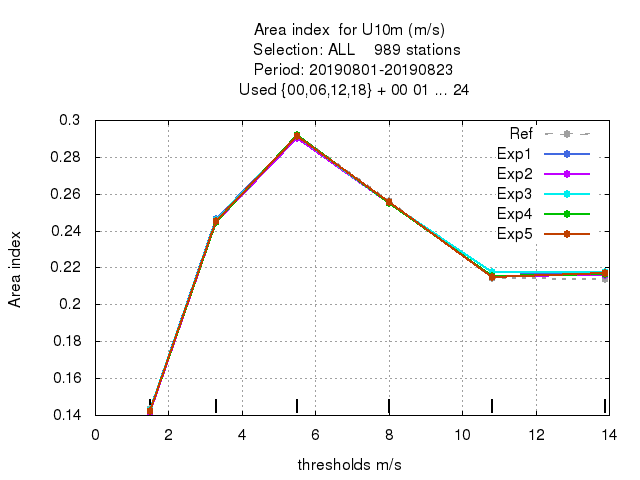 Area index  for U10m (m/s)
Selection: ALL    989 stations
Period: 20190801-20190823
Used {00,06,12,18} + 00 01 ... 24
0.3
0.28
0.26
0.24
0.22
0.2
0.18
0.16
0.14
Area index
Ref
Exp1
Exp2
Exp3
Exp4
Exp5
0 2 4 6 8 10 12 14
thresholds m/s